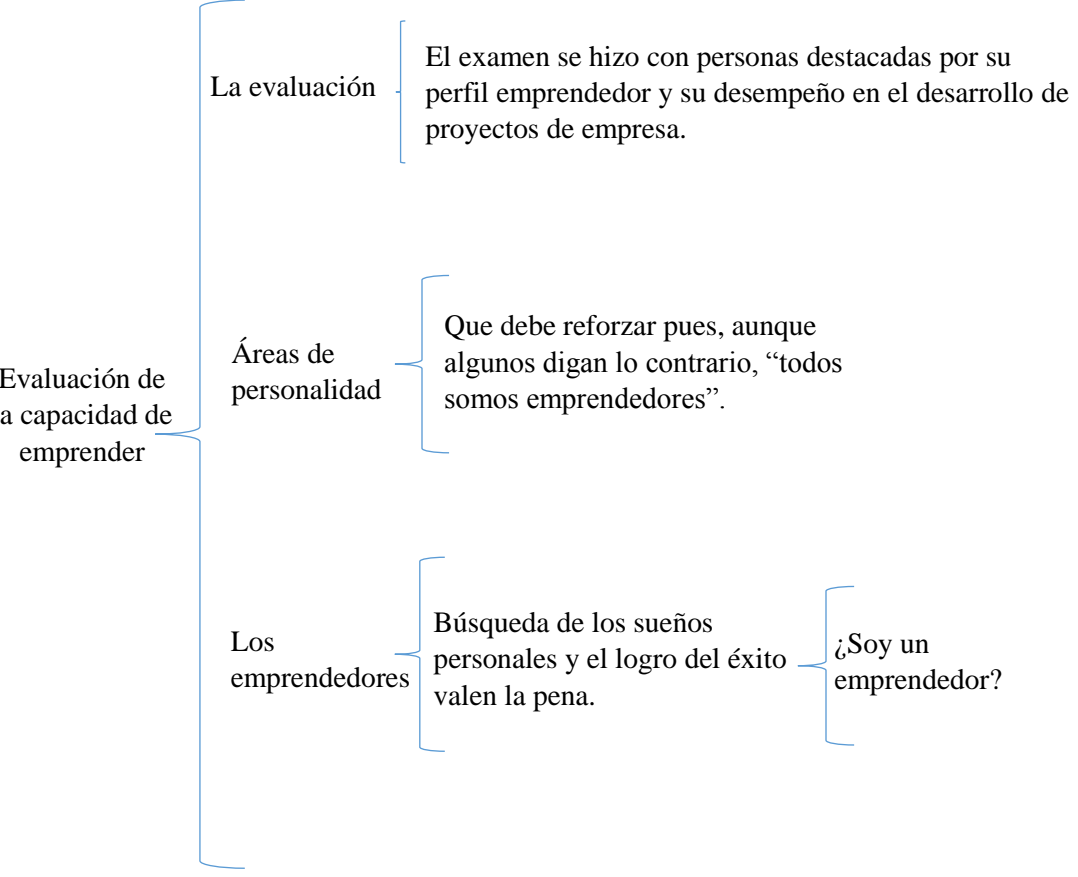 La evaluación
El examen se hizo con personas destacadas por su
perfil emprendedor y su desempeño en el desarrollo de
proyectos de empresa.
Evaluación de
a capacidad de
emprender
Áreas de
personalidad
Que debe reforzar pues, aunque
algunos digan lo contrario, “todos
somos emprendedores”.
Los
emprendedores
Búsqueda de los sueños
personales y el logro del éxito
valen la pena.
¿Soy un
emprendedor?